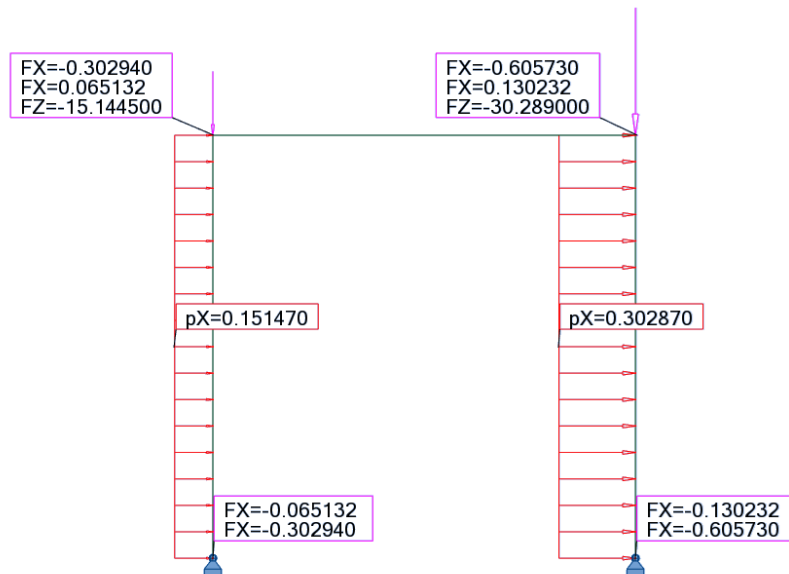 FX=-0.302940
FX=0.065132
FZ=-15.144500
FX=-0.605730
FX=0.130232
FZ=-30.289000
pX=0.151470
pX=0.302870
FX=-0.065132
FX=-0.302940
FX=-0.130232
FX=-0.605730